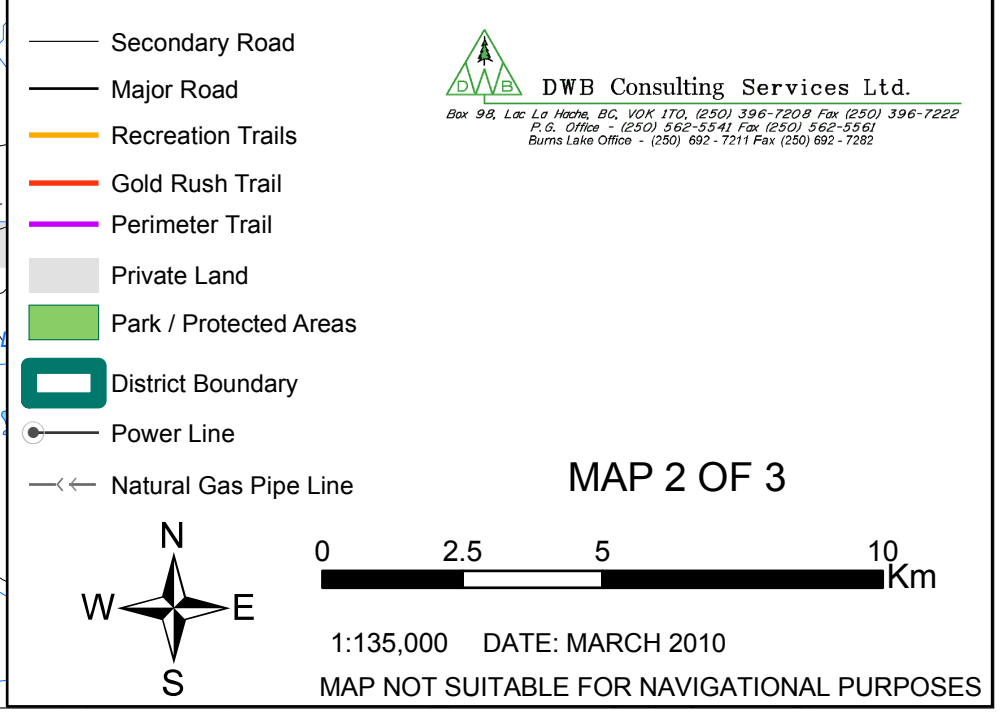 Secondary Road
Major Road
Recreation Trails
Gold Rush Trail
Perimeter Trail
Private Land
Park / Protected Areas
District Boundary
Power Line
Natural Gas Pipe Line
D W B
DWB Consulting Services Ltd.
Box 98, Lac La Hache, BC, V0K 1T0, (250) 396-7208 Fax (250) 396-7222
P.G. Office - (250) 562-5541 Fax (250) 562-5561
Burns Lake Office - (250) 692 - 7211 Fax (250) 692 - 7282
MAP 2 OF 3
N
W E
S
0 2.5 5 10
Km
1:135,000 DATE: MARCH 2010
MAP NOT SUITABLE FOR NAVIGATIONAL PURPOSES